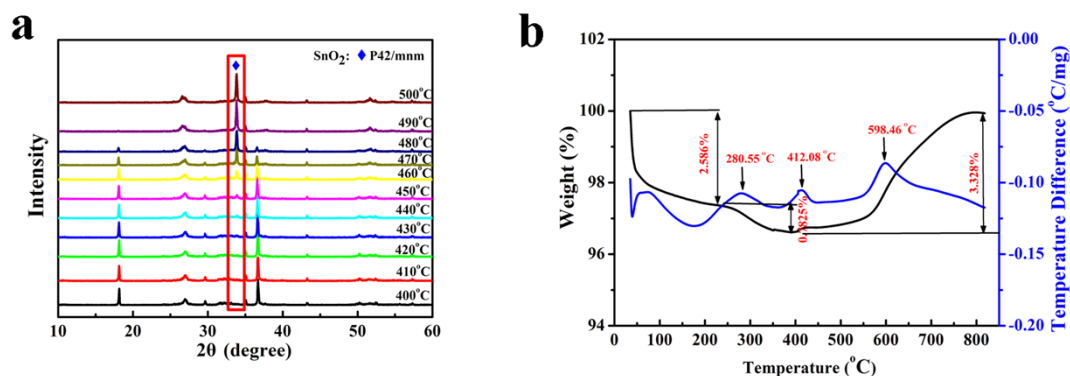 a
SnO2: ♦ P42/mnm
500°C
490°C
480°C
470°C
460°C
450°C
440°C
430°C
420°C
410°C
400°C
Intensity
10 20 30 40 50 60
2θ (degree)
b
102
100
98
96
94
Weight (%)
2.586%
280.55 °C
412.08 °C
598.46 °C
3.328%
0.00
-0.05
-0.10
-0.15
-0.20
Temperature Difference (°C/mg)
0 50 100 200 300 400 500 600 700 800
Temperature (°C)